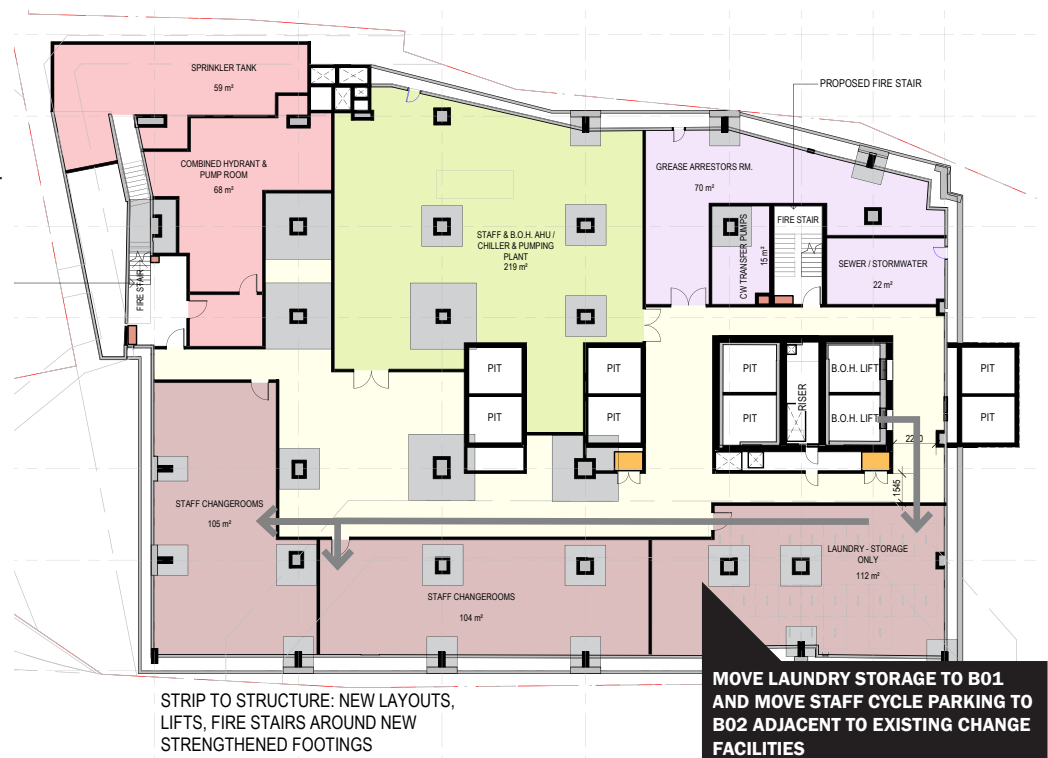 SPRINKLER TANK
59 m²
PROPOSED FIRE STAIR
COMBINED HYDRANT &
PUMP ROOM
68 m²
GREASE ARRESTORS RM.
70 m²
STAFF & B.O.H. AHU /
CHILLER & PUMPING
PLANT
219 m²
CW TRANSFER PUMPS
15 m²
FIRE STAIR
SEWER / STORMWATER
22 m²
FIRE STAIR
PIT
PIT
PIT
RISER
B.O.H. LIFT
PIT
PIT
PIT
PIT
B.O.H. LIFT
PIT
1545
STAFF CHANGEROOMS
105 m²
LAUNDRY - STORAGE
ONLY
112 m²
STAFF CHANGEROOMS
104 m²
STRIP TO STRUCTURE: NEW LAYOUTS,
LIFTS, FIRE STAIRS AROUND NEW
STRENGTHENED FOOTINGS
MOVE LAUNDRY STORAGE TO B01
AND MOVE STAFF CYCLE PARKING TO
B02 ADJACENT TO EXISTING CHANGE
FACILITIES